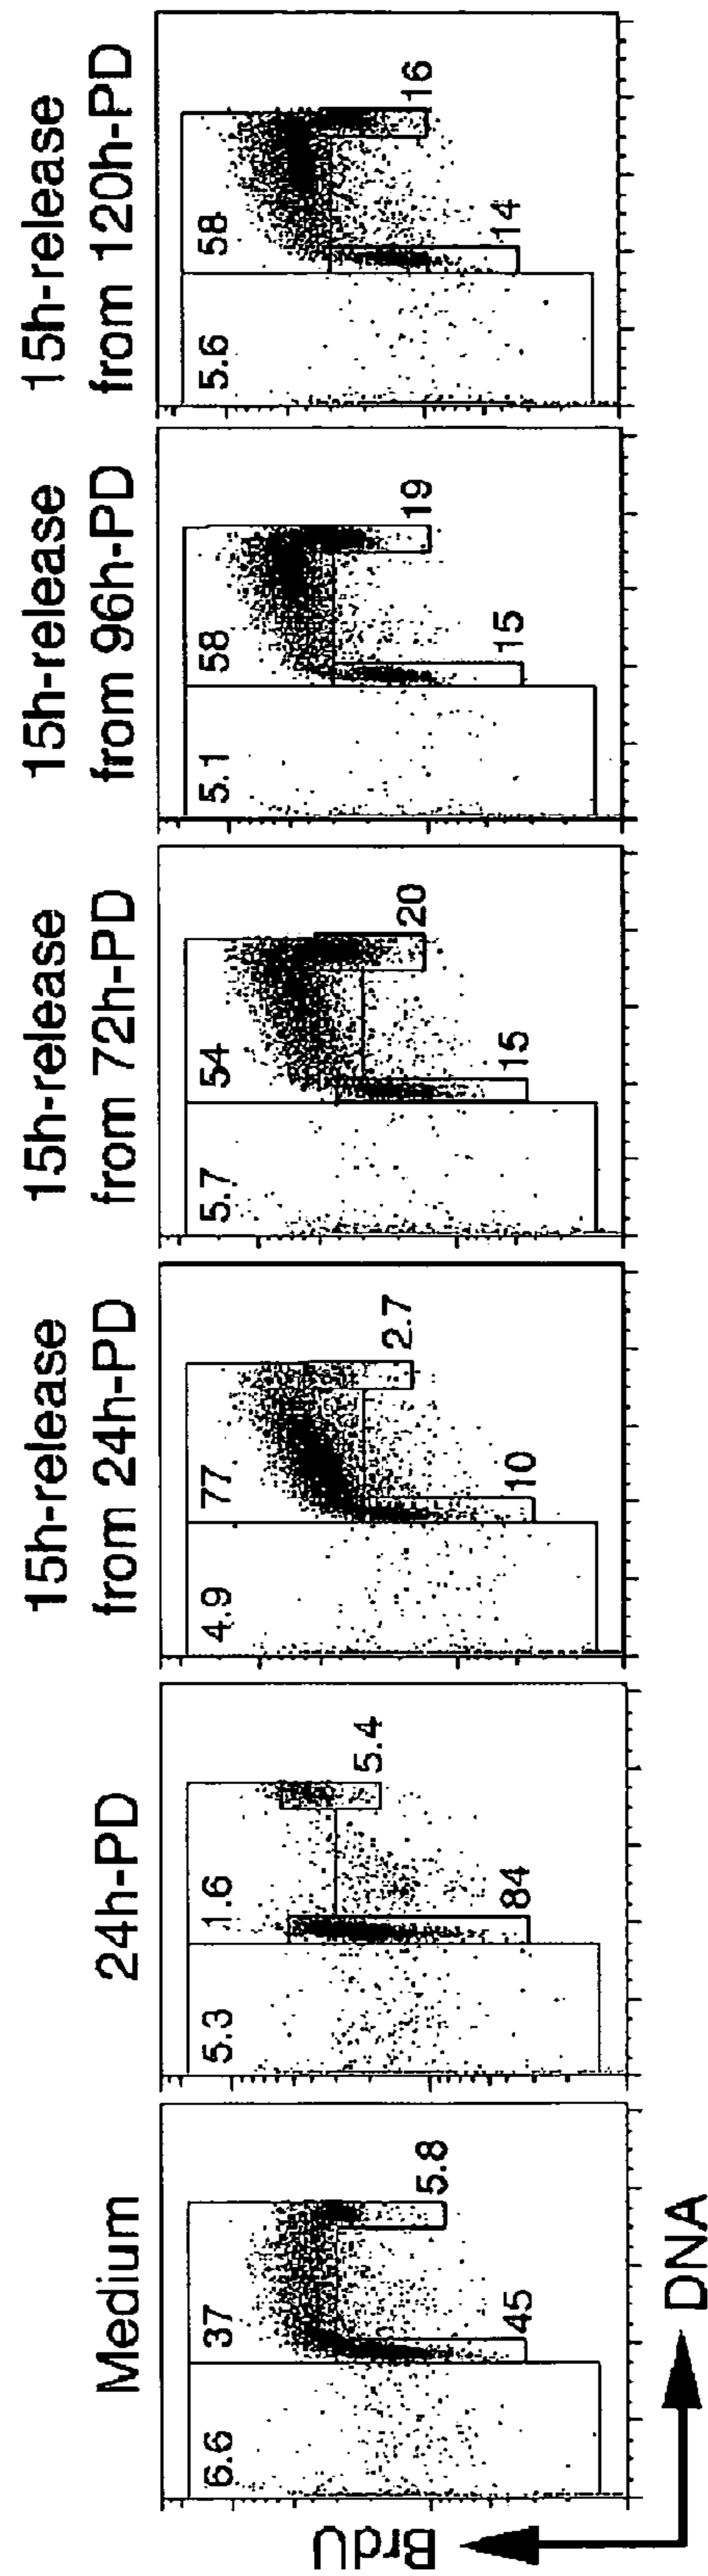 Medium
24h-PD
15h-release
from 24h-PD
15h-release
from 72h-PD
15h-release
from 96h-PD
15h-release
from 120h-PD
BrdU
6.6
37
45
5.8
5.3
1.6
84
5.4
4.9
77
10
2.7
5.7
54
15
20
5.1
58
15
19
5.6
58
14
16
DNA